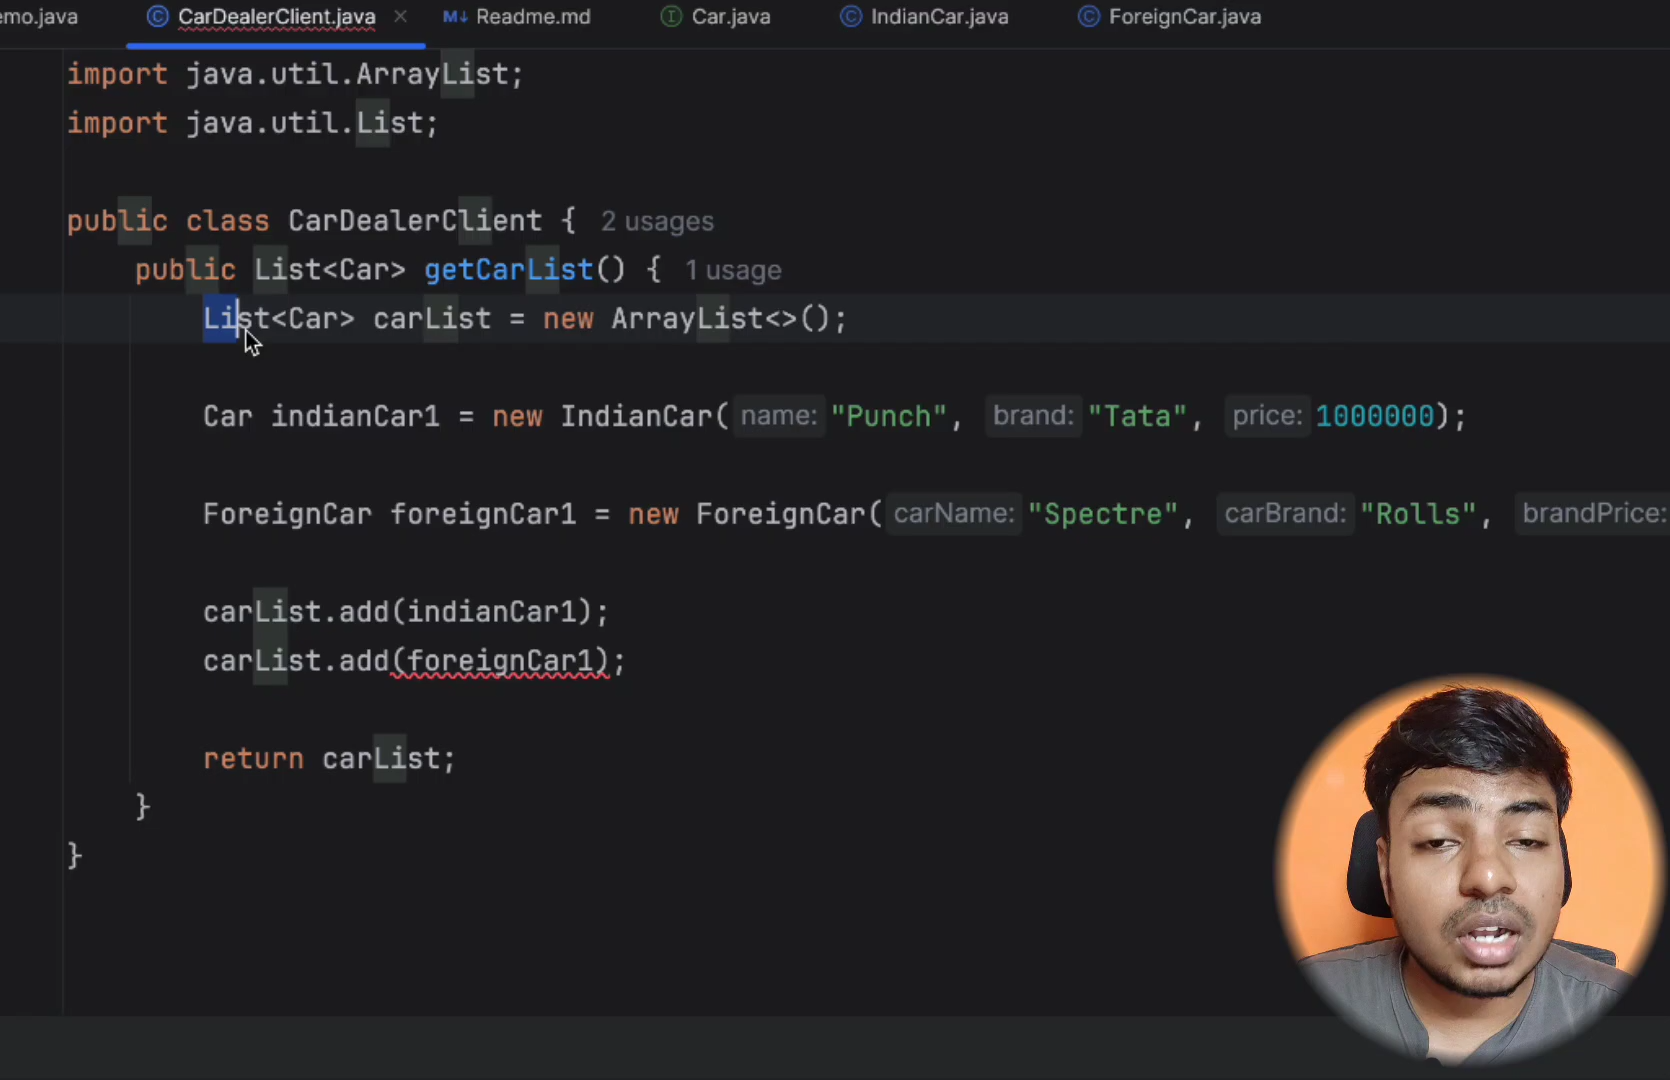 emo.java CarDealerClient.java Readme.md Car.java IndianCar.java ForeignCar.java
import java.util.ArrayList;
import java.util.List;
public class CarDealerClient { 2 usages
public List<Car> getCarList() { 1 usage
List<Car> carList = new ArrayList<>();
Car indianCar1 = new IndianCar( name: "Punch", brand: "Tata", price: 1000000);
ForeignCar foreignCar1 = new ForeignCar( carName: "Spectre", carBrand: "Rolls", brandPrice:
carList.add(indianCar1);
carList.add(foreignCar1);
return carList;
}
}